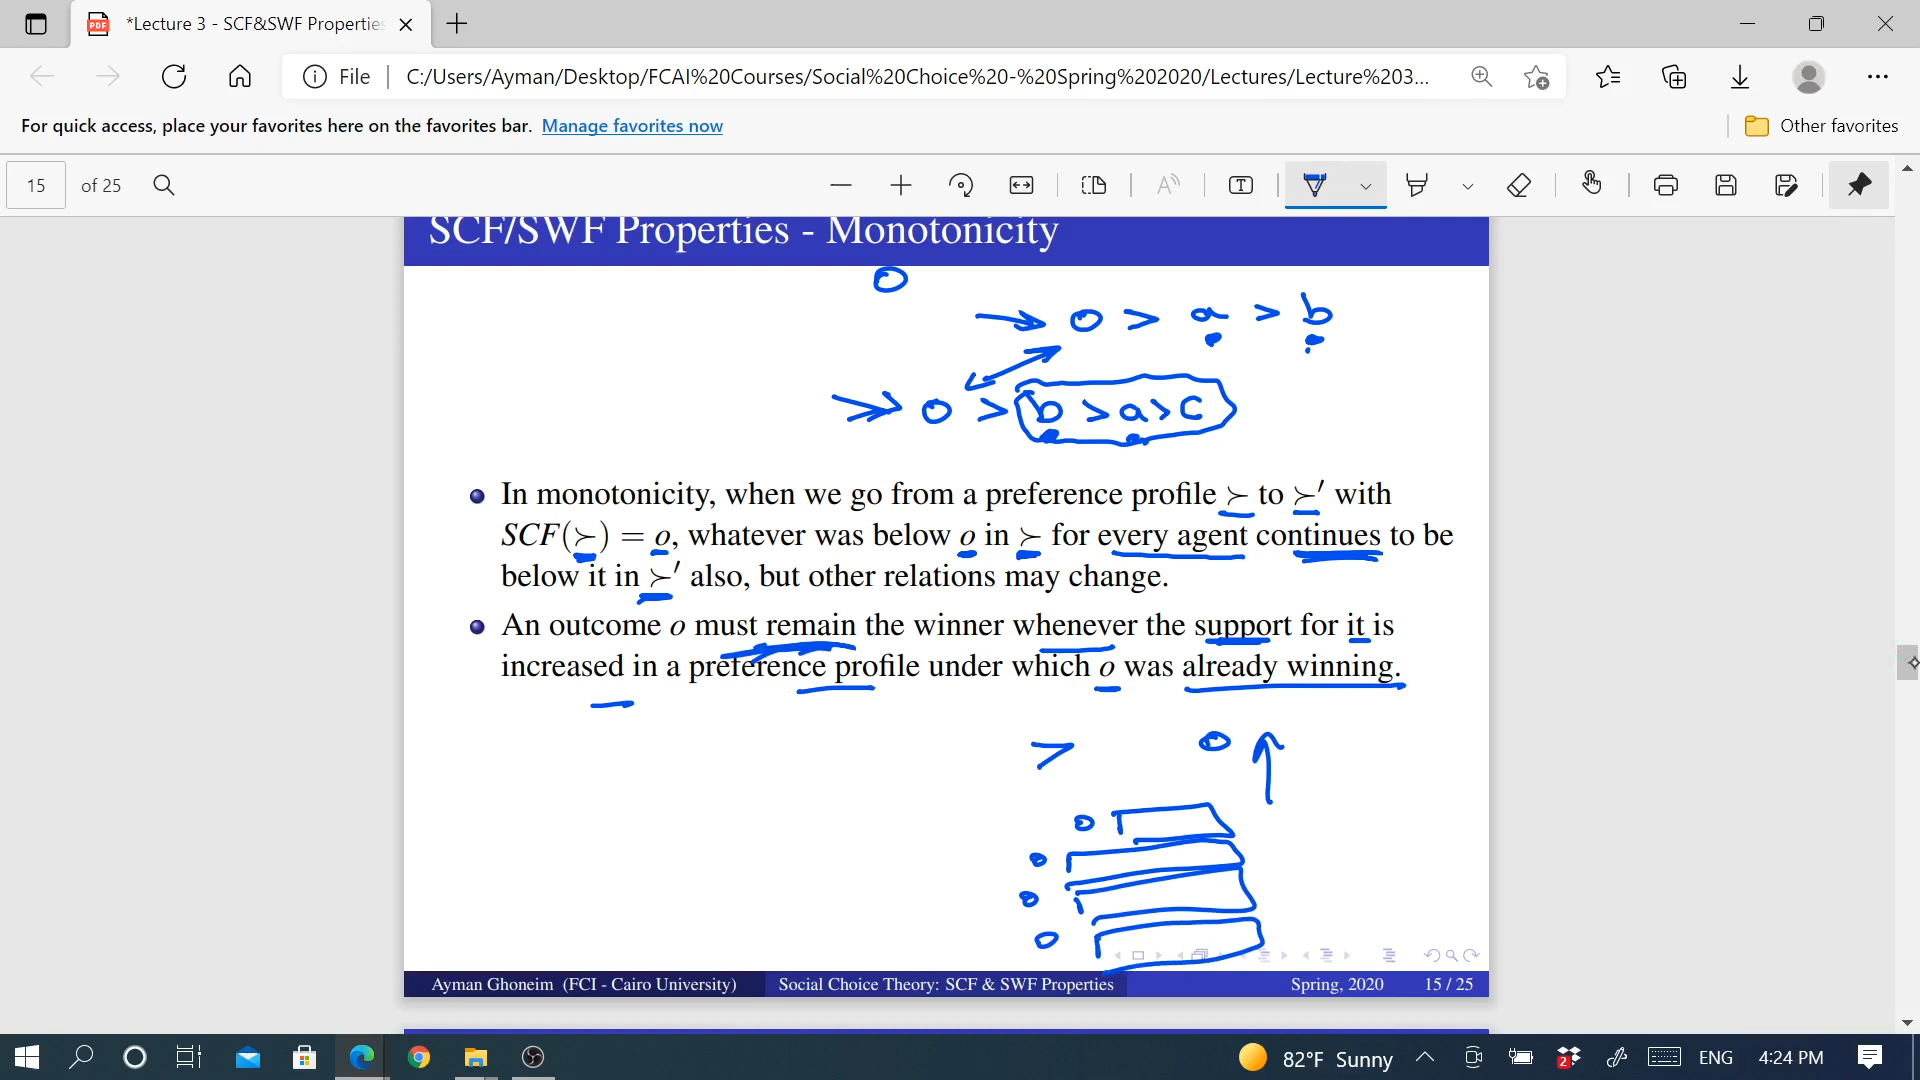 *Lecture 3 - SCF&SWF Properties
File C:/Users/Ayman/Desktop/FCAI%20Courses/Social%20Choice%20-%20Spring%202020/Lectures/Lecture%203...
For quick access, place your favorites here on the favorites bar. Manage favorites now
Other favorites
15 of 25
SCF/SWF Properties - Monotonicity
o
o > a > b
o > b > a > c
In monotonicity, when we go from a preference profile ≻ to ≻′ with
SCF(≻) = o, whatever was below o in ≻ for every agent continues to be
below it in ≻′ also, but other relations may change.
An outcome o must remain the winner whenever the support for it is
increased in a preference profile under which o was already winning.
> o
o
o
o
o
Ayman Ghoneim (FCI - Cairo University) Social Choice Theory: SCF & SWF Properties Spring, 2020 15 / 25
82°F Sunny 2 ENG 4:24 PM